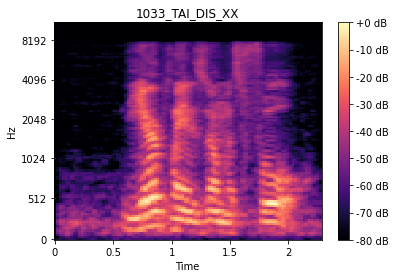 1033_TAI_DIS_XX
+0 dB
8192
-10 dB
-20 dB
4096
-30 dB
Hz
2048
-40 dB
1024
-50 dB
512
-60 dB
-70 dB
0
-80 dB
0 0.5 1 1.5 2
Time